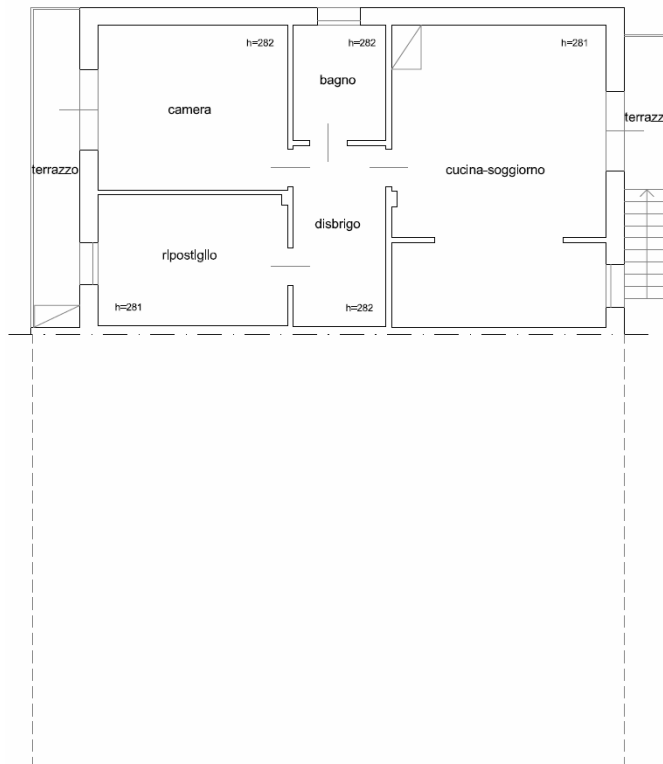 h=282
h=282
h=281
bagno
camera
terrazz
terrazzo
cucina-soggiorno
disbrigo
ripostiglio
h=281
h=282